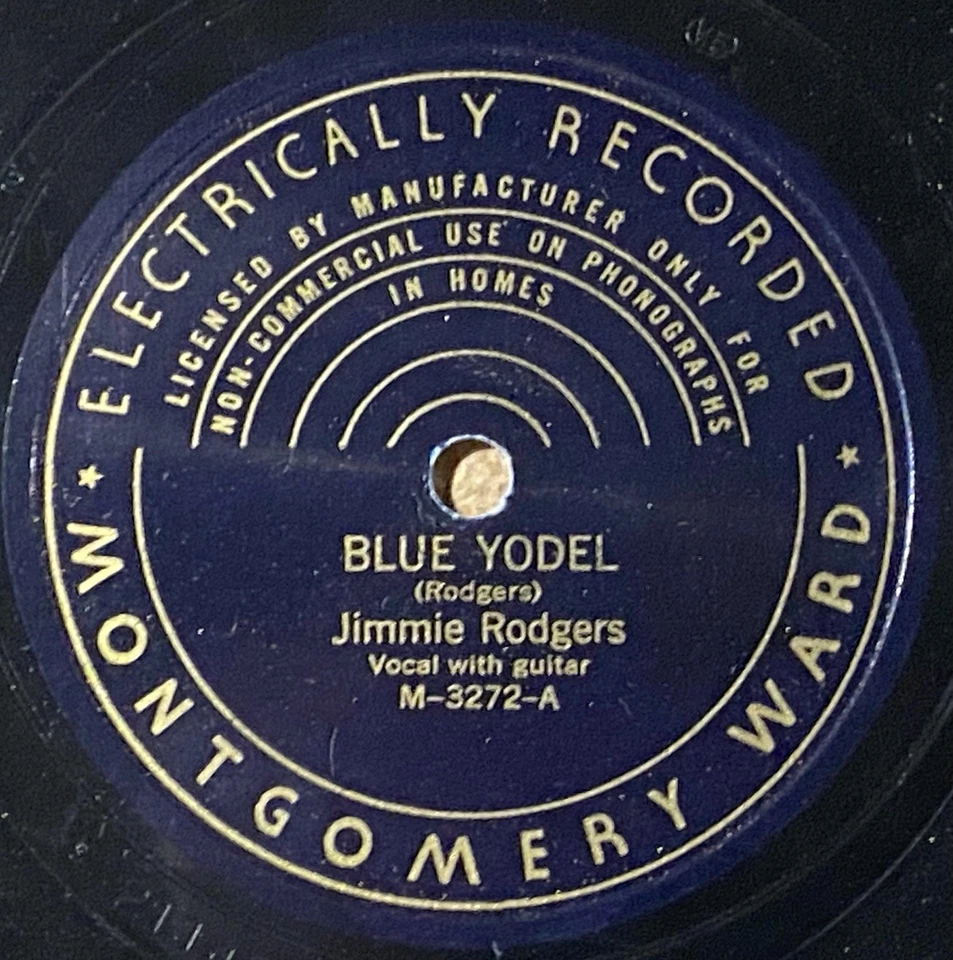 ELECTRICALLY RECORDED
LICENSED BY MANUFACTURER ONLY FOR
NON-COMMERCIAL USE ON PHONOGRAPHS
IN HOMES
BLUE YODEL
(Rodgers)
Jimmie Rodgers
Vocal with guitar
M-3272-A
★ MONTGOMERY WARD ★